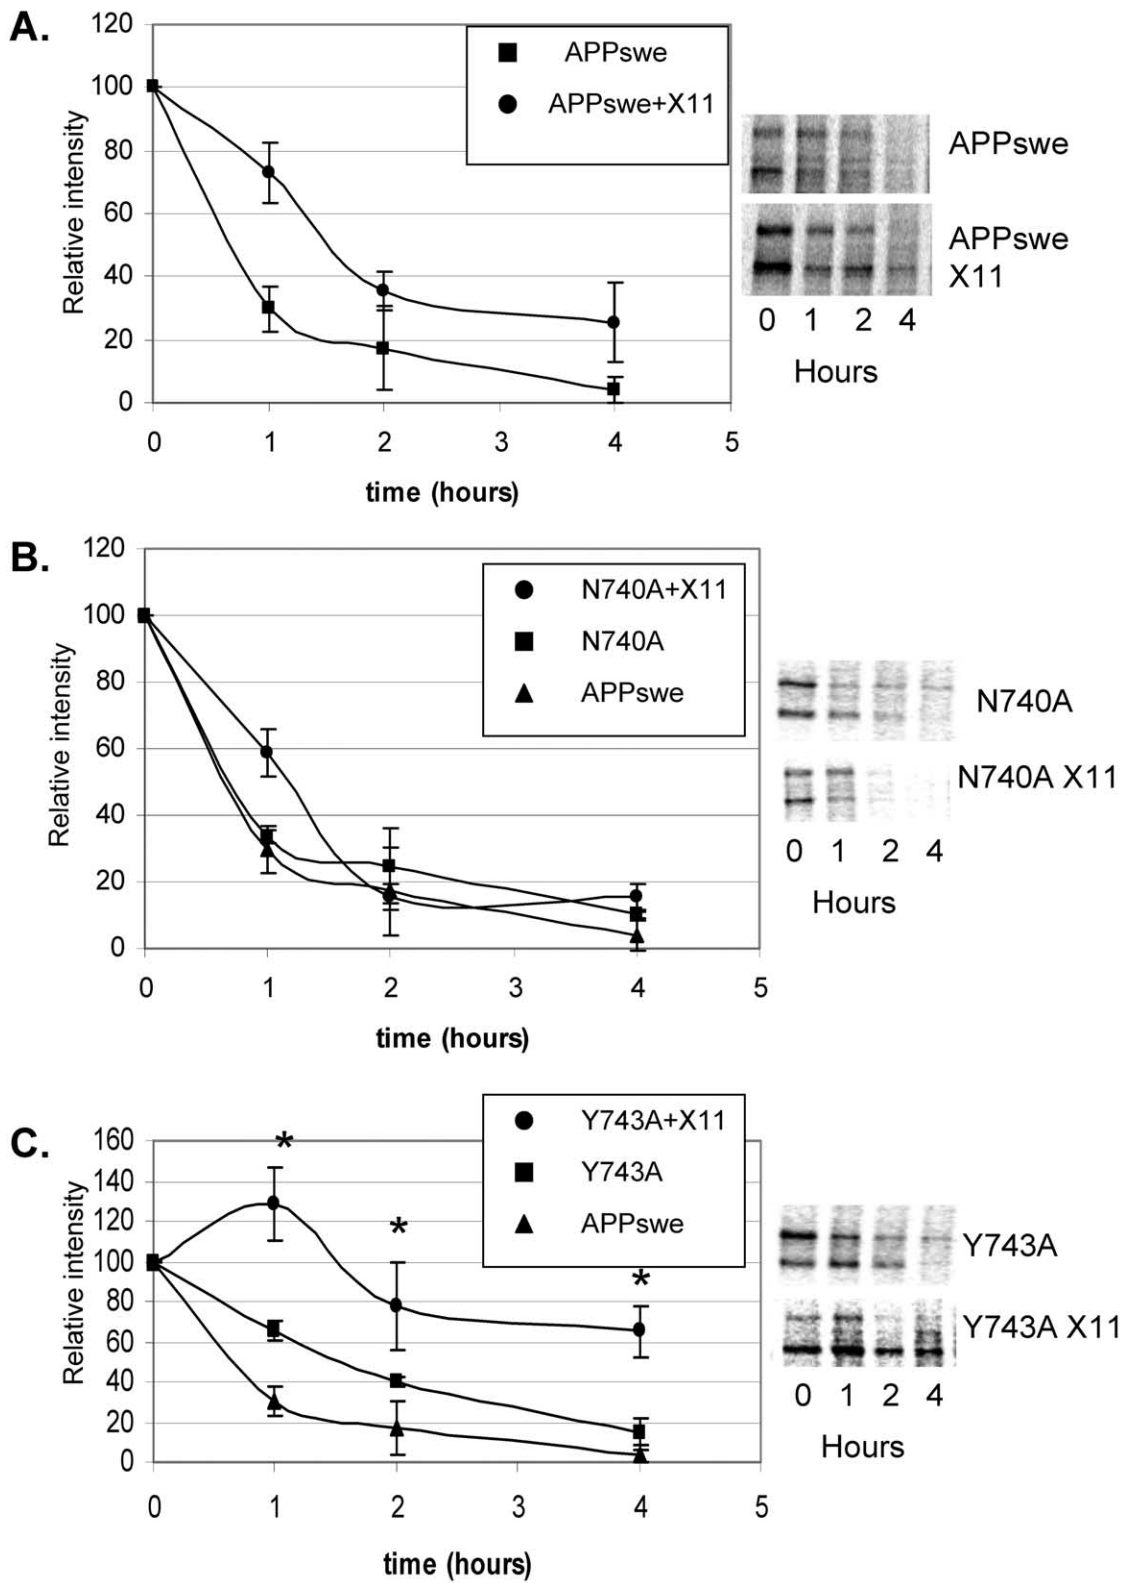 A.
120
100
80
60
40
20
0
Relative intensity
APPswe
APPswe+X11
0 1 2 3 4 5
time (hours)
APPswe
APPswe
X11
0 1 2 4
Hours
B.
120
100
80
60
40
20
0
Relative intensity
N740A+X11
N740A
APPswe
0 1 2 3 4 5
time (hours)
N740A
N740A X11
0 1 2 4
Hours
C.
160
140
120
100
80
60
40
20
0
Relative intensity
Y743A+X11
Y743A
APPswe
*
*
*
0 1 2 3 4 5
time (hours)
Y743A
Y743A X11
0 1 2 4
Hours